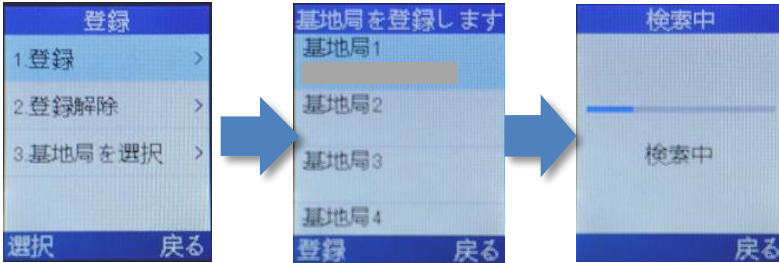 登録
1.登録
2.登録解除
3.基地局を選択
選択 戻る
基地局を登録します
基地局1
基地局2
基地局3
基地局4
登録 戻る
検索中
検索中
戻る